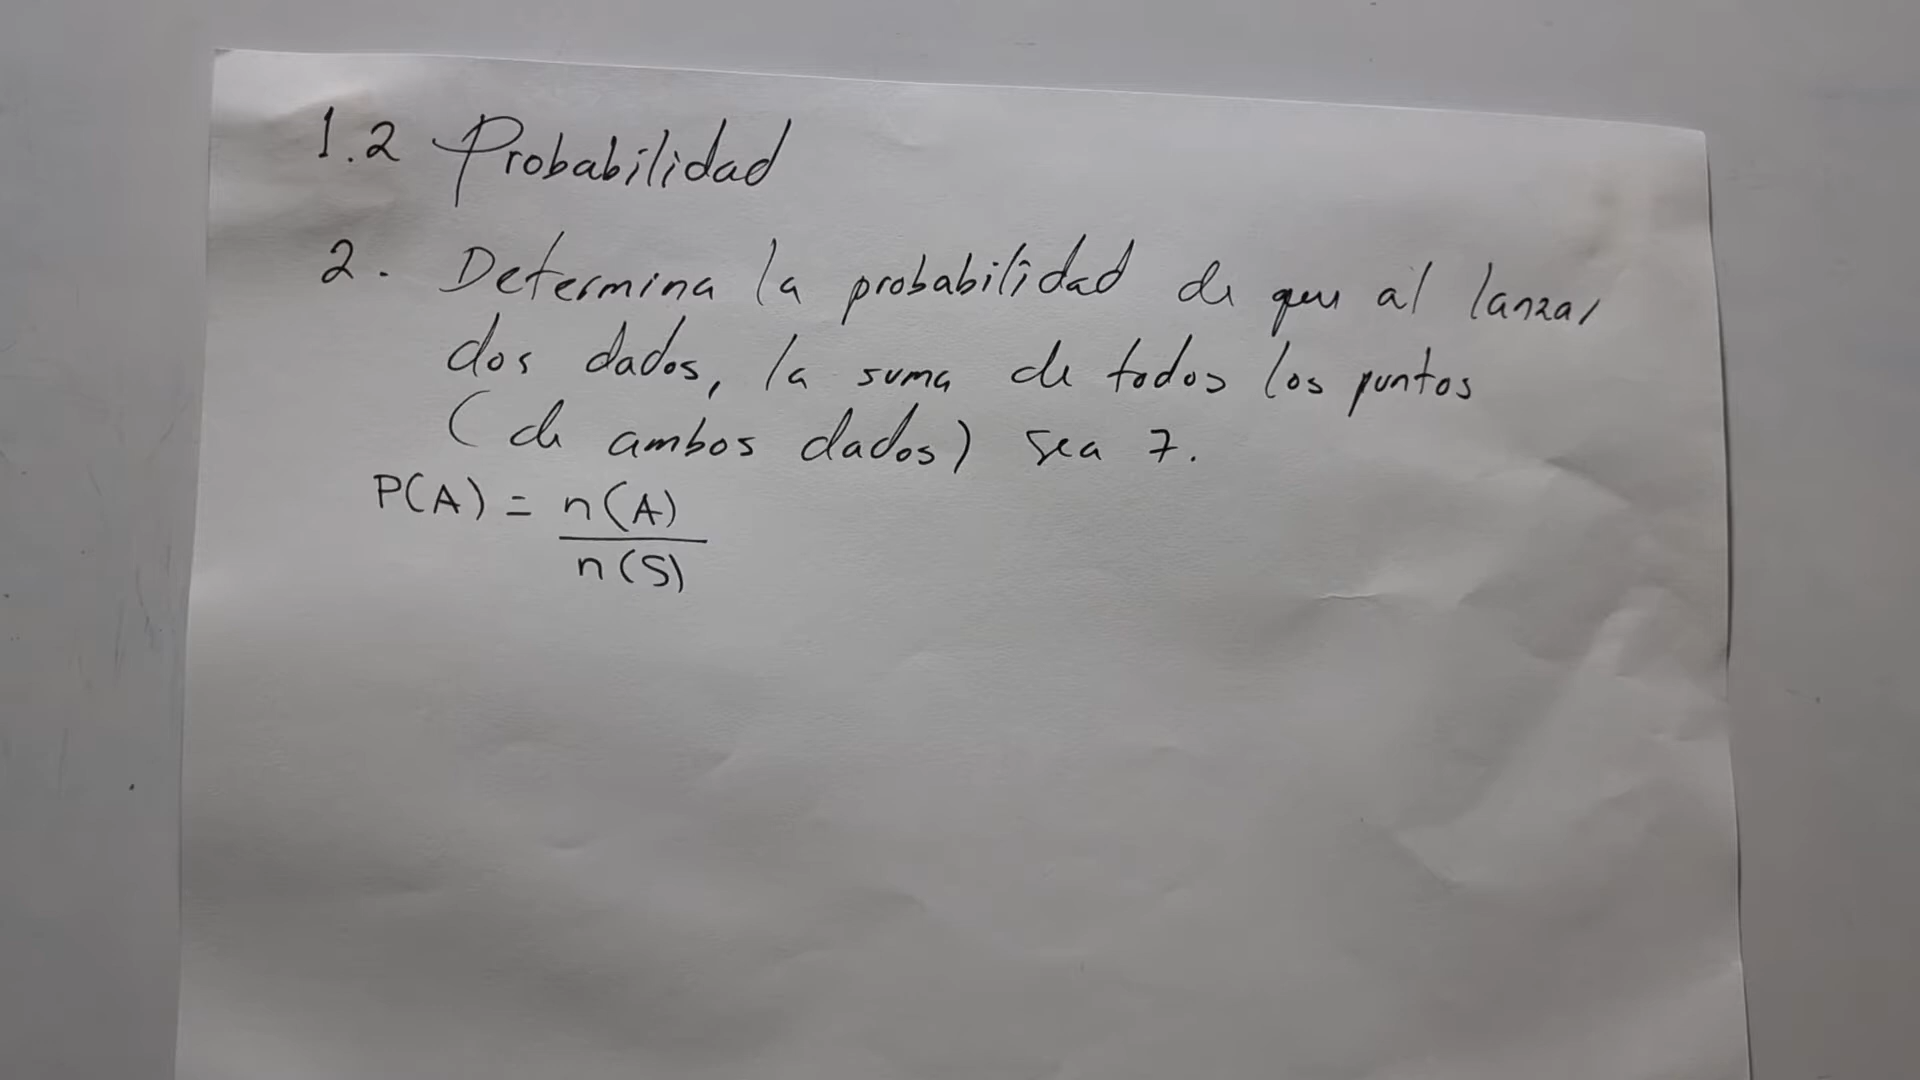 1.2 Probabilidad
2. Determina la probabilidad de que al lanzar
dos dados, la suma de todos los puntos
(de ambos dados) sea 7.
P(A) = n(A)
n(S)